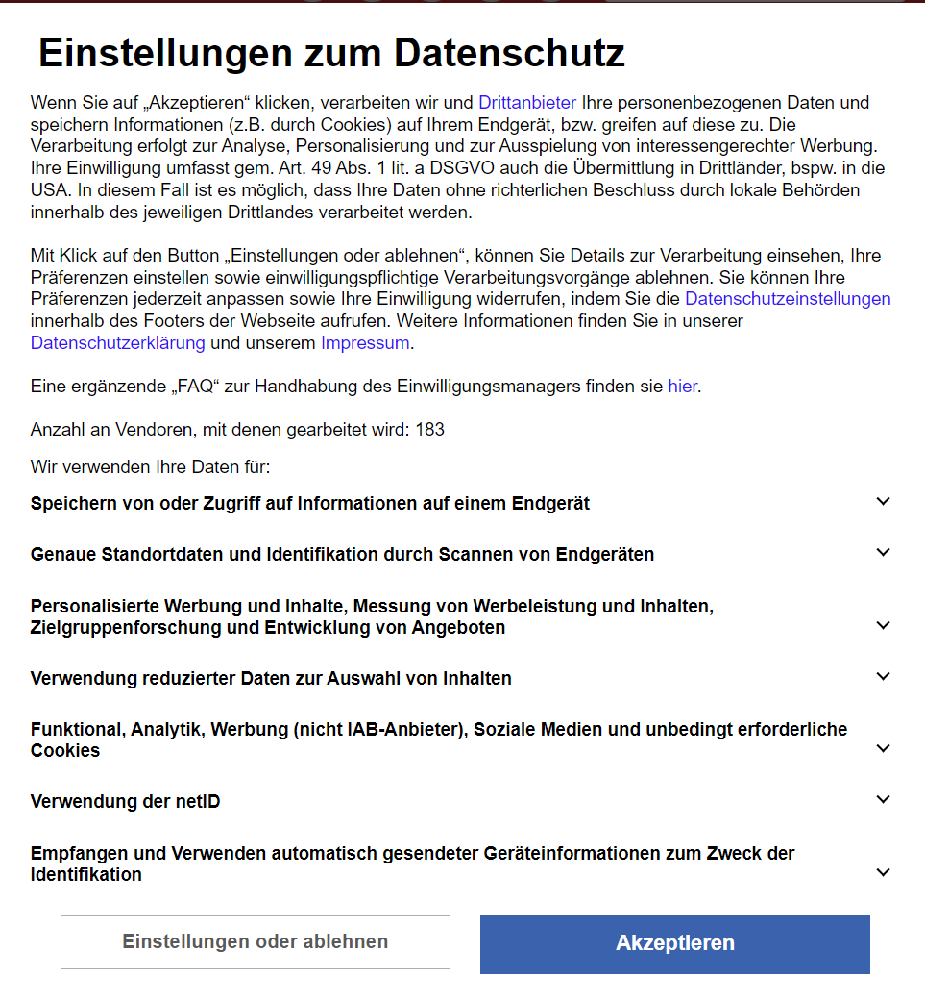 Einstellungen zum Datenschutz
Wenn Sie auf „Akzeptieren“ klicken, verarbeiten wir und Drittanbieter Ihre personenbezogenen Daten und
speichern Informationen (z.B. durch Cookies) auf Ihrem Endgerät, bzw. greifen auf diese zu. Die
Verarbeitung erfolgt zur Analyse, Personalisierung und zur Ausspielung von interessengerechter Werbung.
Ihre Einwilligung umfasst gem. Art. 49 Abs. 1 lit. a DSGVO auch die Übermittlung in Drittländer, bspw. in die
USA. In diesem Fall ist es möglich, dass Ihre Daten ohne richterlichen Beschluss durch lokale Behörden
innerhalb des jeweiligen Drittlandes verarbeitet werden.
Mit Klick auf den Button „Einstellungen oder ablehnen“, können Sie Details zur Verarbeitung einsehen, Ihre
Präferenzen einstellen sowie einwilligungspflichtige Verarbeitungsvorgänge ablehnen. Sie können Ihre
Präferenzen jederzeit anpassen sowie Ihre Einwilligung widerrufen, indem Sie die Datenschutzeinstellungen
innerhalb des Footers der Webseite aufrufen. Weitere Informationen finden Sie in unserer
Datenschutzerklärung und unserem Impressum.
Eine ergänzende „FAQ“ zur Handhabung des Einwilligungsmanagers finden sie hier.
Anzahl an Vendoren, mit denen gearbeitet wird: 183
Wir verwenden Ihre Daten für:
Speichern von oder Zugriff auf Informationen auf einem Endgerät
Genaue Standortdaten und Identifikation durch Scannen von Endgeräten
Personalisierte Werbung und Inhalte, Messung von Werbeleistung und Inhalten,
Zielgruppenforschung und Entwicklung von Angeboten
Verwendung reduzierter Daten zur Auswahl von Inhalten
Funktional, Analytik, Werbung (nicht IAB-Anbieter), Soziale Medien und unbedingt erforderliche
Cookies
Verwendung der netID
Empfangen und Verwenden automatisch gesendeter Geräteinformationen zum Zweck der
Identifikation
Einstellungen oder ablehnen
Akzeptieren